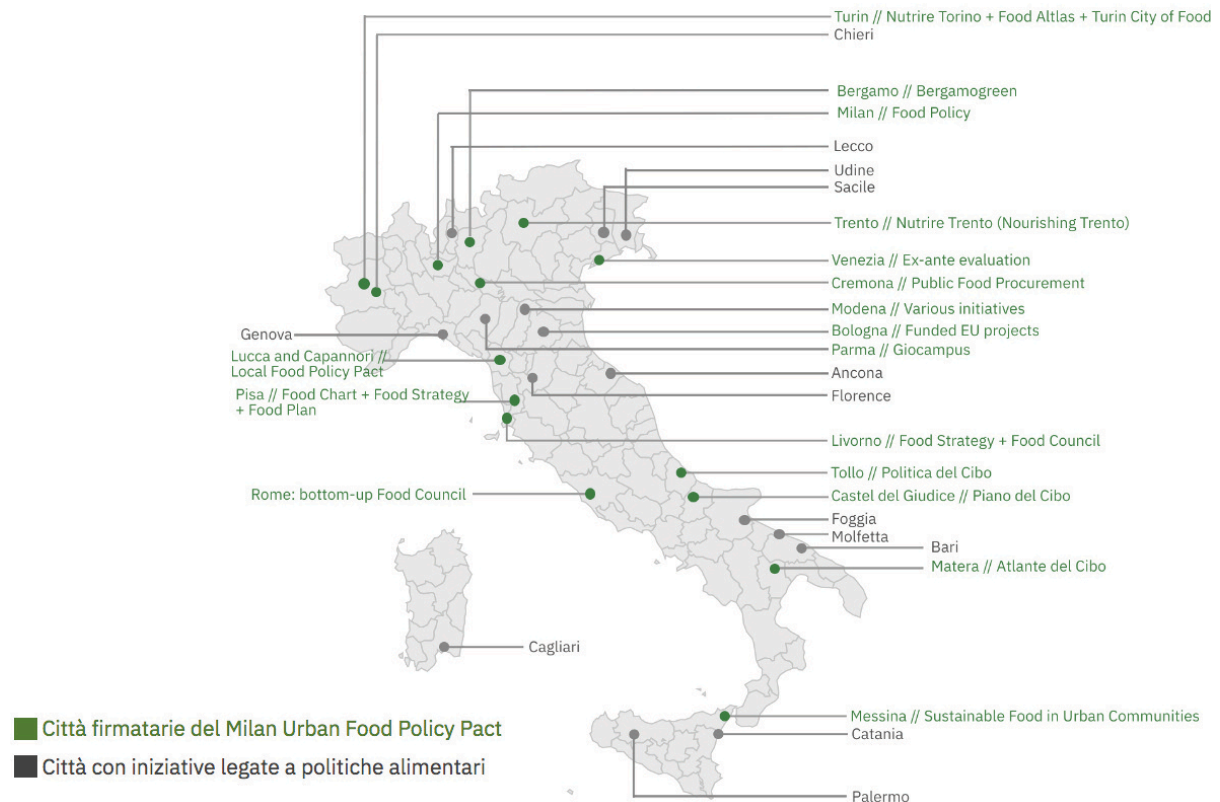 Turin // Nutrire Torino + Food Altlas + Turin City of Food
Chieri
Bergamo // Bergamogreen
Milan // Food Policy
Lecco
Udine
Sacile
Trento // Nutrire Trento (Nourishing Trento)
Venezia // Ex-ante evaluation
Cremona // Public Food Procurement
Modena // Various initiatives
Bologna // Funded EU projects
Parma // Giocampus
Genova
Lucca and Capannori //
Local Food Policy Pact
Ancona
Florence
Pisa // Food Chart + Food Strategy
+ Food Plan
Livorno // Food Strategy + Food Council
Tollo // Politica del Cibo
Rome: bottom-up Food Council
Castel del Giudice // Piano del Cibo
Foggia
Molfetta
Bari
Matera // Atlante del Cibo
Cagliari
Messina // Sustainable Food in Urban Communities
Catania
Palermo
Città firmatarie del Milan Urban Food Policy Pact
Città con iniziative legate a politiche alimentari